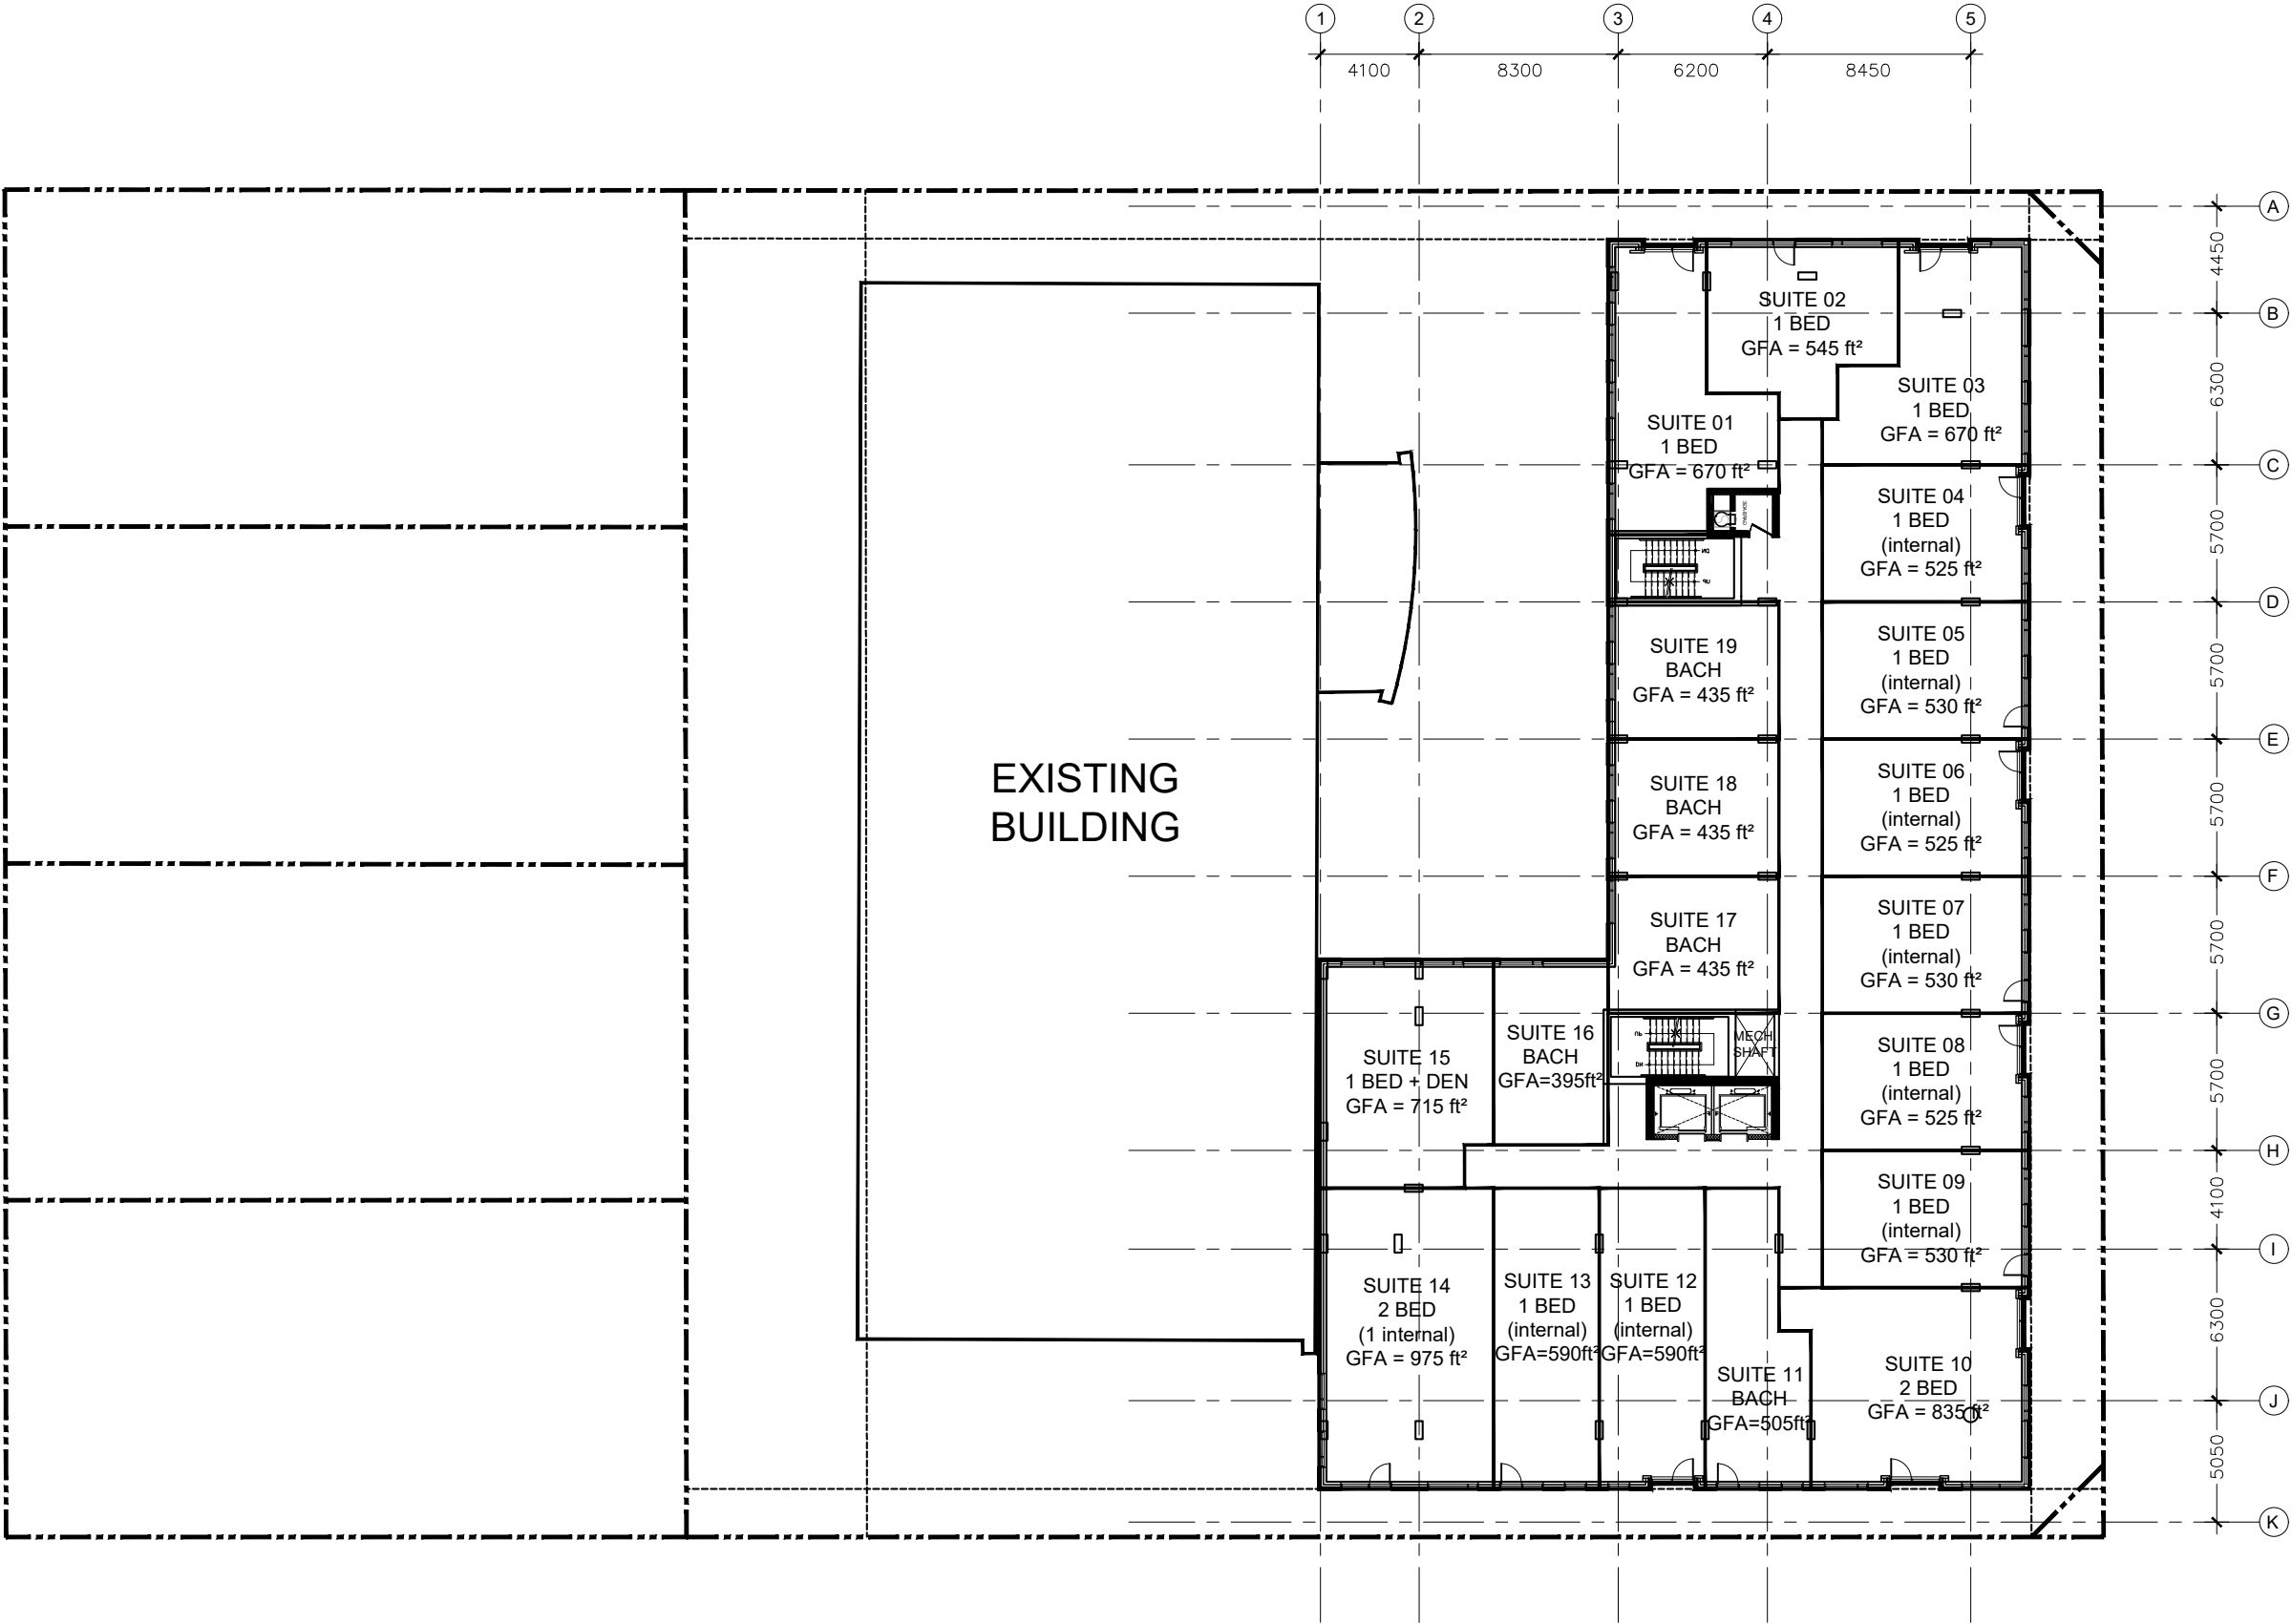 1
2
3
4
5
4100
8300
6200
8450
A
4450
B
6300
C
5700
D
5700
E
5700
F
5700
G
5700
H
4100
I
6300
J
5050
K
SUITE 01
1 BED
GFA = 670 ft²
SUITE 02
1 BED
GFA = 545 ft²
SUITE 03
1 BED
GFA = 670 ft²
SUITE 04
1 BED
(internal)
GFA = 525 ft²
DN
UP
SUITE 19
BACH
GFA = 435 ft²
SUITE 05
1 BED
(internal)
GFA = 530 ft²
EXISTING
BUILDING
SUITE 18
BACH
GFA = 435 ft²
SUITE 06
1 BED
(internal)
GFA = 525 ft²
SUITE 17
BACH
GFA = 435 ft²
SUITE 07
1 BED
(internal)
GFA = 530 ft²
SUITE 15
1 BED + DEN
GFA = 715 ft²
SUITE 16
BACH
GFA=395ft²
UP
DN
MECH
SHAFT
SUITE 08
1 BED
(internal)
GFA = 525 ft²
SUITE 09
1 BED
(internal)
GFA = 530 ft²
SUITE 14
2 BED
(1 internal)
GFA = 975 ft²
SUITE 13
1 BED
(internal)
GFA=590ft²
SUITE 12
1 BED
(internal)
GFA=590ft²
SUITE 11
BACH
GFA=505ft²
SUITE 10
2 BED
GFA = 835 ft²